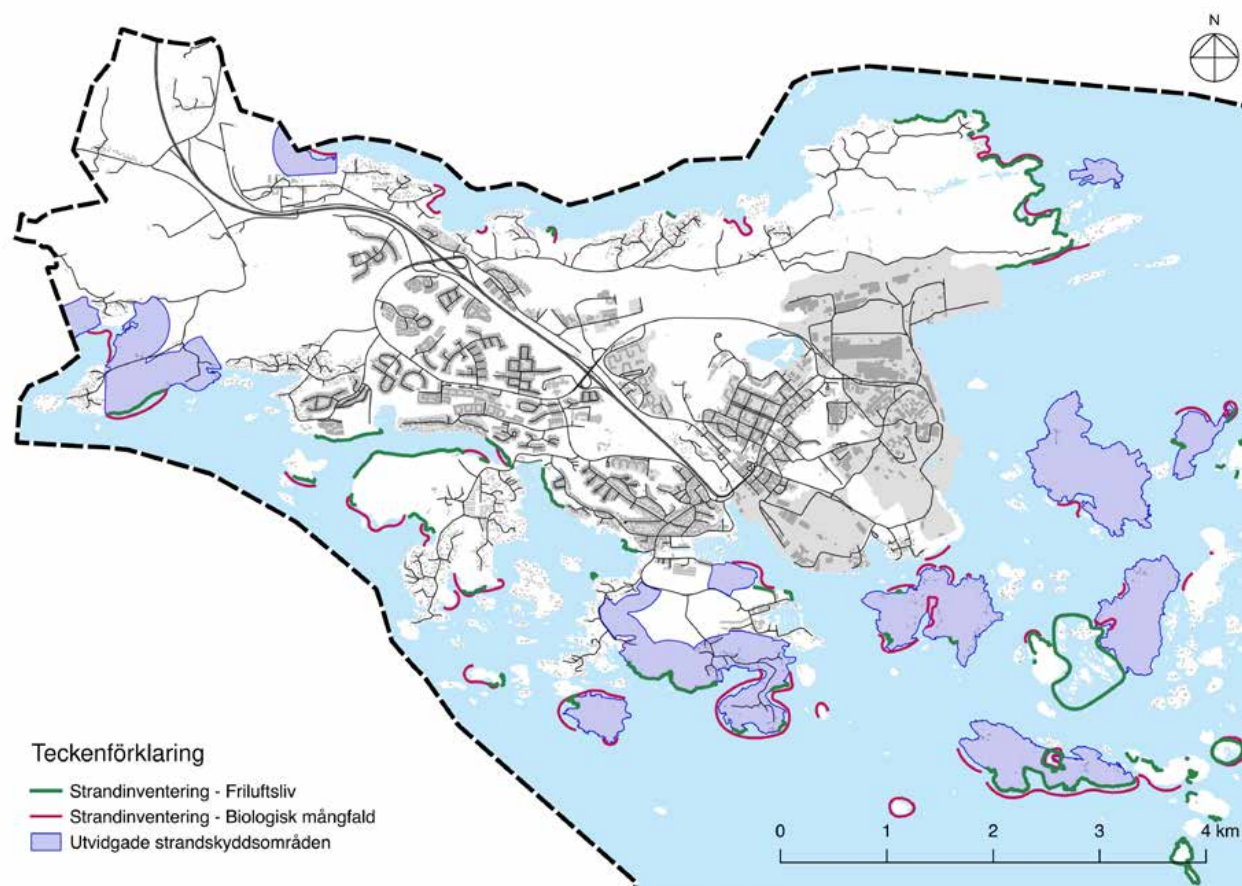 N
Teckenförklaring
Strandinventering - Friluftsliv
Strandinventering - Biologisk mångfald
Utvidgade strandskyddsområden
0 1 2 3 4 km